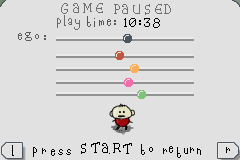 GAME PAUSED
play time: 10:38
ego:
l press START to return r